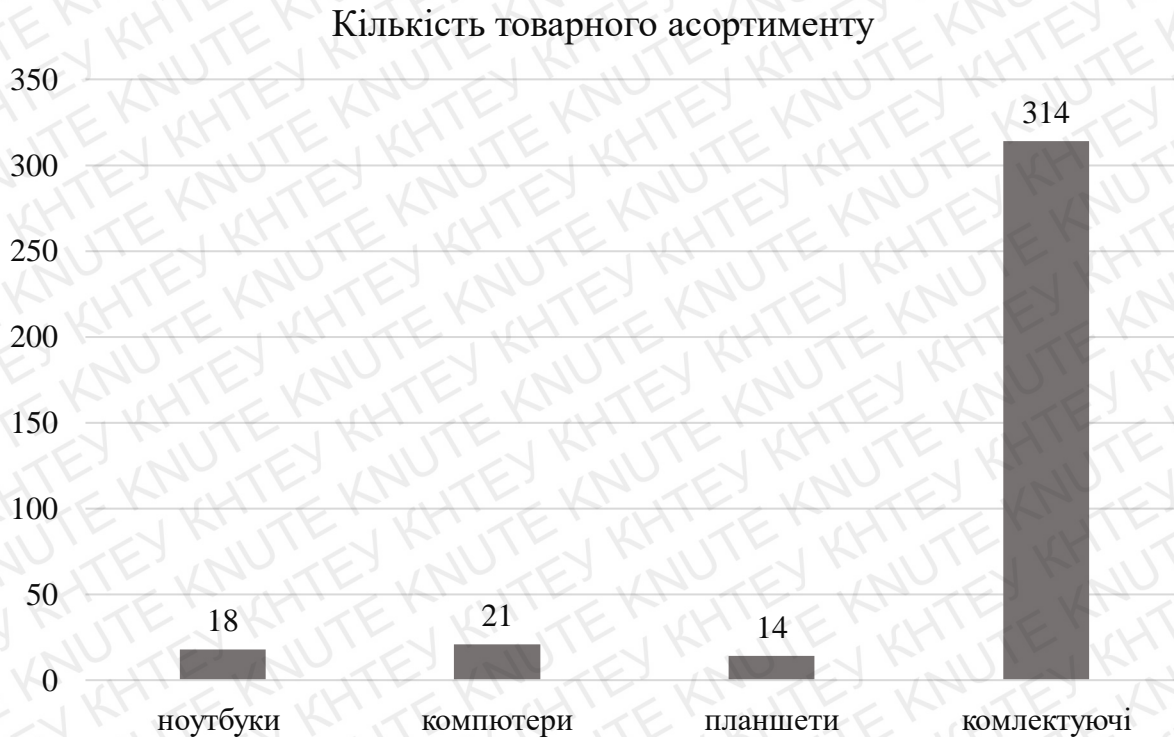 Кількість товарного асортименту
350
300
250
200
150
100
50
0
18
21
14
314
ноутбуки
компютери
планшети
комлектуючі